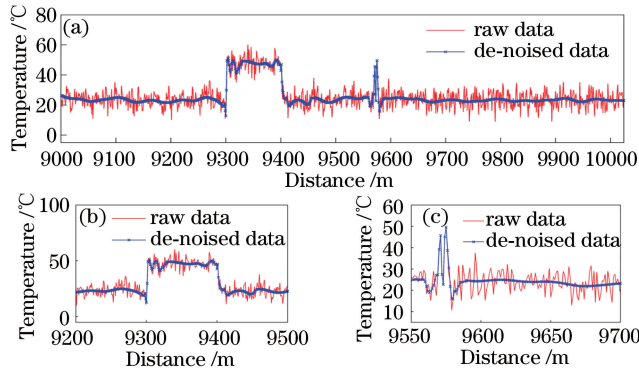 (a)
raw data
de-noised data
Temperature /℃
80
60
40
20
0
9000 9100 9200 9300 9400 9500 9600 9700 9800 9900 10000
Distance /m
(b)
raw data
de-noised data
Temperature /℃
100
50
0
9200 9300 9400 9500
Distance /m
(c)
raw data
de-noised data
Temperature /℃
60
50
40
30
20
10
9550 9600 9650 9700
Distance /m